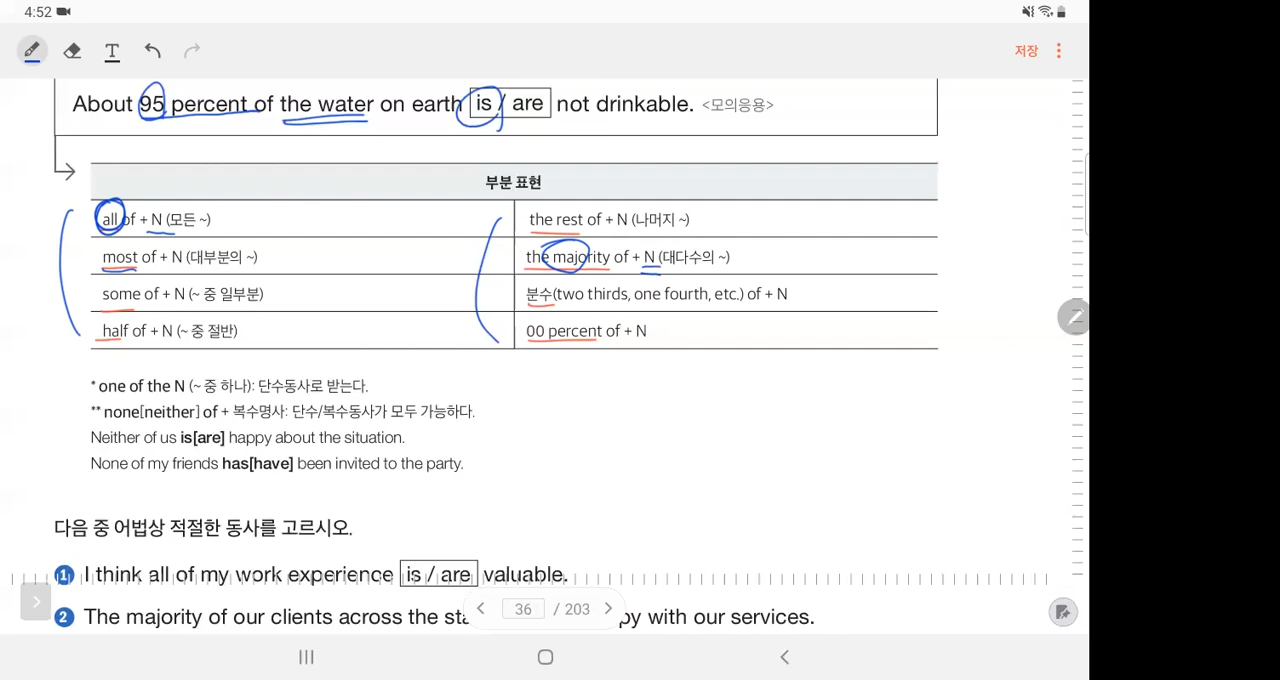 4:52
T
저장
About 95 percent of the water on earth is / are not drinkable. <모의응용>
부분 표현
all of + N (모든 ~)
the rest of + N (나머지 ~)
most of + N (대부분의 ~)
the majority of + N (대다수의 ~)
some of + N (~ 중 일부분)
분수(two thirds, one fourth, etc.) of + N
half of + N (~ 중 절반)
00 percent of + N
* one of the N (~ 중 하나): 단수동사로 받는다.
** none[neither] of + 복수명사: 단수/복수동사가 모두 가능하다.
Neither of us is[are] happy about the situation.
None of my friends has[have] been invited to the party.
다음 중 어법상 적절한 동사를 고르시오.
1 I think all of my work experience is / are valuable.
2 The majority of our clients across the sta py with our services.
36 / 203